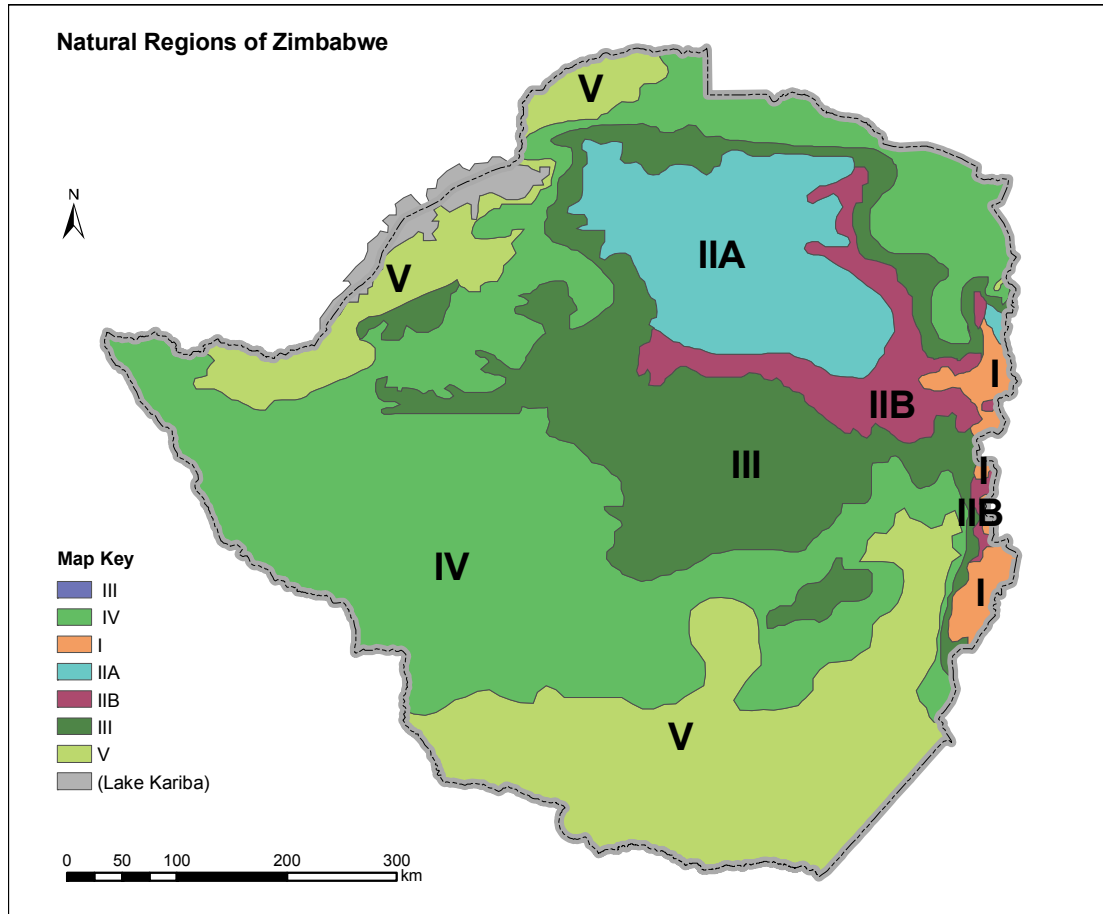 Natural Regions of Zimbabwe
V
N
IIA
V
I
IIB
III
I
IIB
IV
I
V
Map Key
III
IV
I
IIA
IIB
III
V
(Lake Kariba)
0 50 100 200 300
km